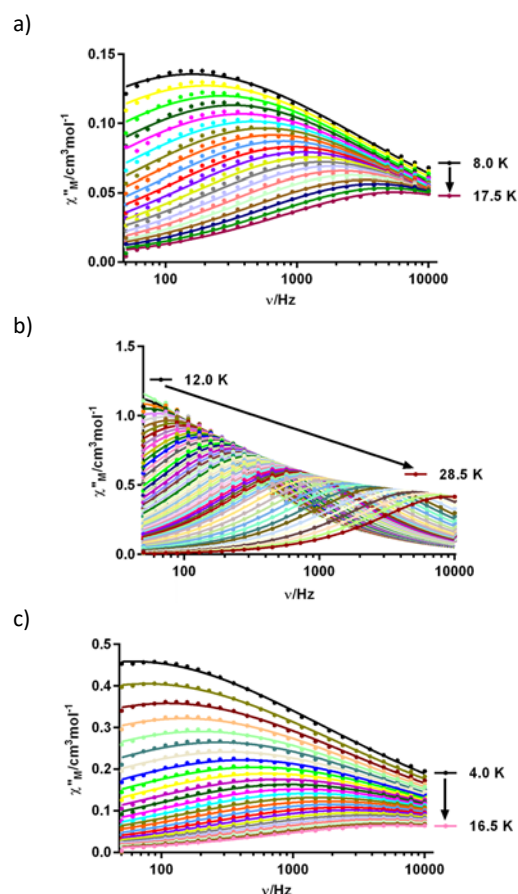 a)
0.15
0.10
0.05
0.00
χ"M/cm³mol⁻¹
100
1000
10000
ν/Hz
8.0 K
17.5 K
b)
1.5
1.0
0.5
0.0
χ"M/cm³mol⁻¹
100
1000
10000
ν/Hz
12.0 K
28.5 K
c)
0.5
0.4
0.3
0.2
0.1
0.0
χ"M/cm³mol⁻¹
100
1000
10000
ν/Hz
4.0 K
16.5 K